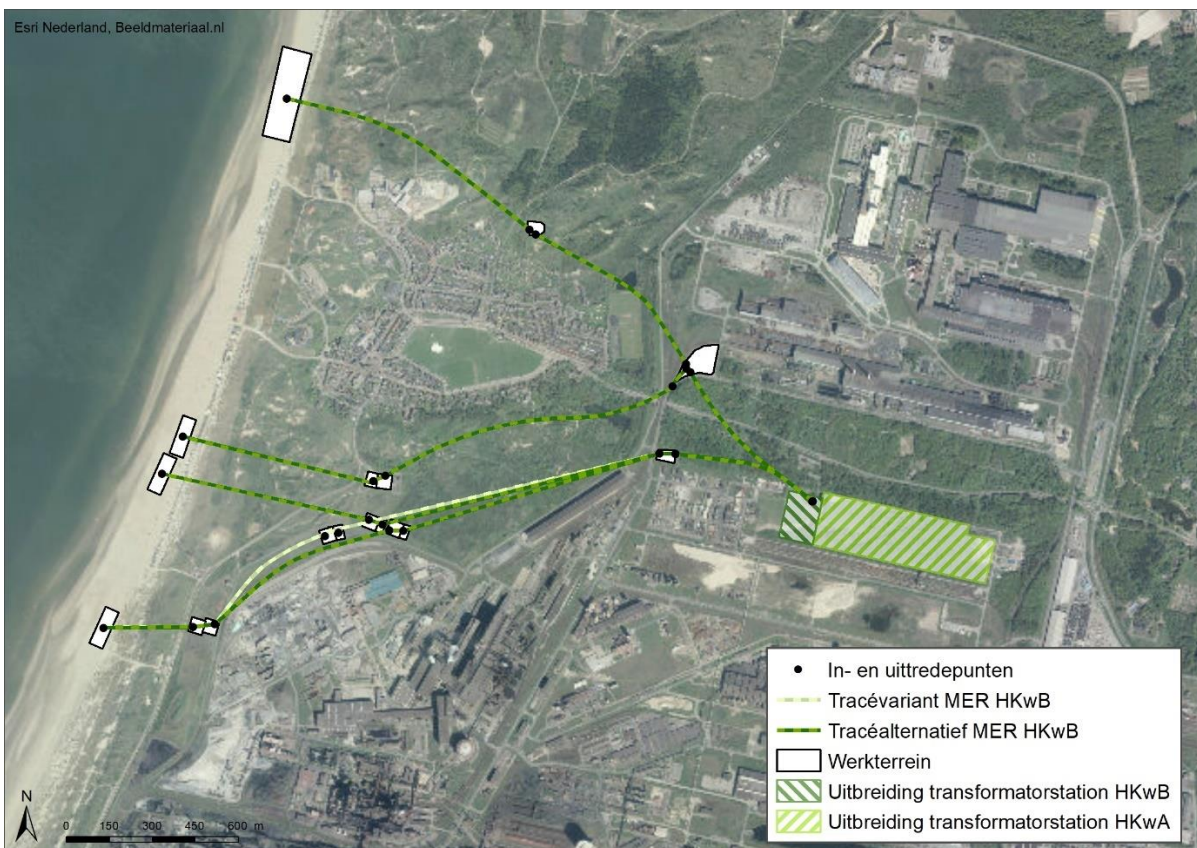 Esri Nederland, Beeldmateriaal.nl
In- en uittredepunten
Tracévariant MER HKwB
Tracéalternatief MER HKwB
Werkterrein
Uitbreiding transformatorstation HKwB
Uitbreiding transformatorstation HKwA
N
0 150 300 450 600 m